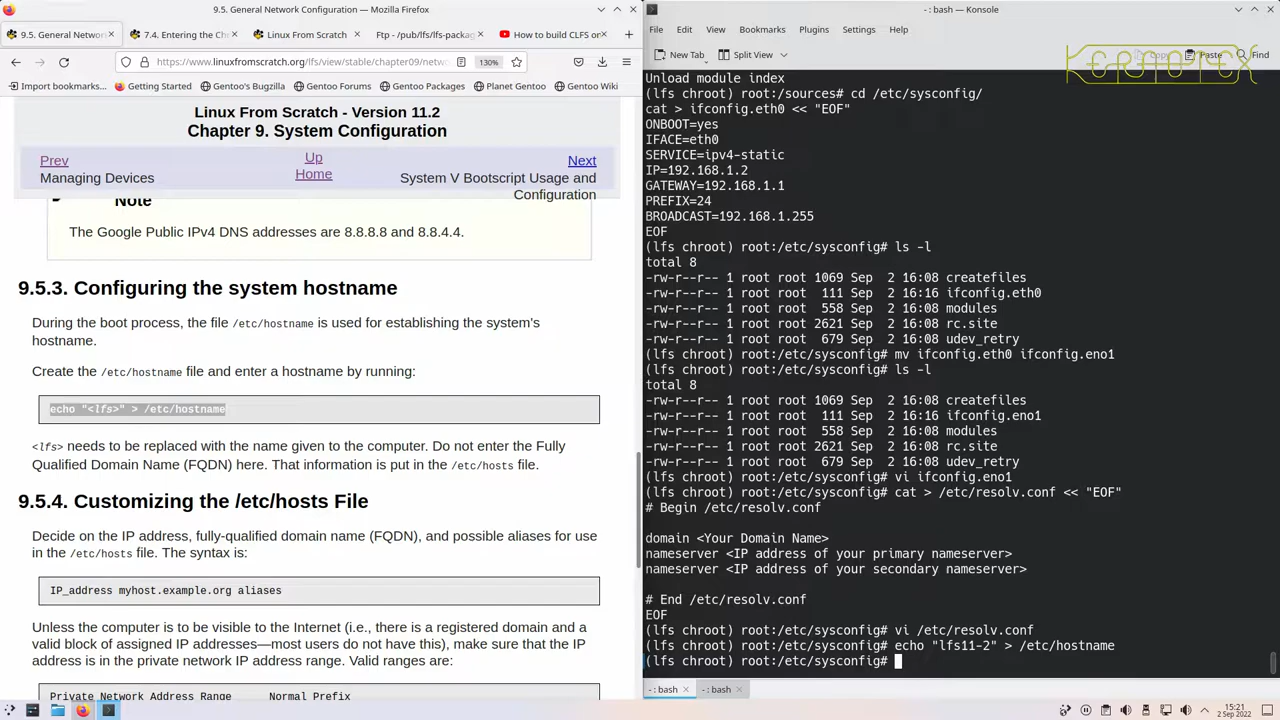 9.5. General Network Configuration — Mozilla Firefox
9.5. General Networ
7.4. Entering the Ch
Linux From Scratch
Ftp - /pub/lfs/lfs-packag
How to build CLFS on
https://www.linuxfromscratch.org/lfs/view/stable/chapter09/netwo
130%
Import bookmarks...
Getting Started
Gentoo's Bugzilla
Gentoo Forums
Gentoo Packages
Planet Gentoo
Gentoo Wiki
Linux From Scratch - Version 11.2
Chapter 9. System Configuration
Prev
Up
Next
Managing Devices
Home
System V Bootscript Usage and
Configuration
Note
The Google Public IPv4 DNS addresses are 8.8.8.8 and 8.8.4.4.
9.5.3. Configuring the system hostname
During the boot process, the file /etc/hostname is used for establishing the system's
hostname.
Create the /etc/hostname file and enter a hostname by running:
echo "<lfs>" > /etc/hostname
<lfs> needs to be replaced with the name given to the computer. Do not enter the Fully
Qualified Domain Name (FQDN) here. That information is put in the /etc/hosts file.
9.5.4. Customizing the /etc/hosts File
Decide on the IP address, fully-qualified domain name (FQDN), and possible aliases for use
in the /etc/hosts file. The syntax is:
IP_address myhost.example.org aliases
Unless the computer is to be visible to the Internet (i.e., there is a registered domain and a
valid block of assigned IP addresses—most users do not have this), make sure that the IP
address is in the private network IP address range. Valid ranges are:
Private Network Address Range      Normal Prefix
- : bash — Konsole
File Edit View Bookmarks Plugins Settings Help
New Tab
Split View
Copy
Paste
Find
KERNOTEX
Unload module index
(lfs chroot) root:/sources# cd /etc/sysconfig/
cat > ifconfig.eth0 << "EOF"
ONBOOT=yes
IFACE=eth0
SERVICE=ipv4-static
IP=192.168.1.2
GATEWAY=192.168.1.1
PREFIX=24
BROADCAST=192.168.1.255
EOF
(lfs chroot) root:/etc/sysconfig# ls -l
total 8
-rw-r--r-- 1 root root 1069 Sep  2 16:08 createfiles
-rw-r--r-- 1 root root  111 Sep  2 16:16 ifconfig.eth0
-rw-r--r-- 1 root root  558 Sep  2 16:08 modules
-rw-r--r-- 1 root root 2621 Sep  2 16:08 rc.site
-rw-r--r-- 1 root root  679 Sep  2 16:08 udev_retry
(lfs chroot) root:/etc/sysconfig# mv ifconfig.eth0 ifconfig.eno1
(lfs chroot) root:/etc/sysconfig# ls -l
total 8
-rw-r--r-- 1 root root 1069 Sep  2 16:08 createfiles
-rw-r--r-- 1 root root  111 Sep  2 16:16 ifconfig.eno1
-rw-r--r-- 1 root root  558 Sep  2 16:08 modules
-rw-r--r-- 1 root root 2621 Sep  2 16:08 rc.site
-rw-r--r-- 1 root root  679 Sep  2 16:08 udev_retry
(lfs chroot) root:/etc/sysconfig# vi ifconfig.eno1
(lfs chroot) root:/etc/sysconfig# cat > /etc/resolv.conf << "EOF"
# Begin /etc/resolv.conf
domain <Your Domain Name>
nameserver <IP address of your primary nameserver>
nameserver <IP address of your secondary nameserver>
# End /etc/resolv.conf
EOF
(lfs chroot) root:/etc/sysconfig# vi /etc/resolv.conf
(lfs chroot) root:/etc/sysconfig# echo "lfs11-2" > /etc/hostname
(lfs chroot) root:/etc/sysconfig#
- : bash
- : bash
15:21
2 Sep 2022